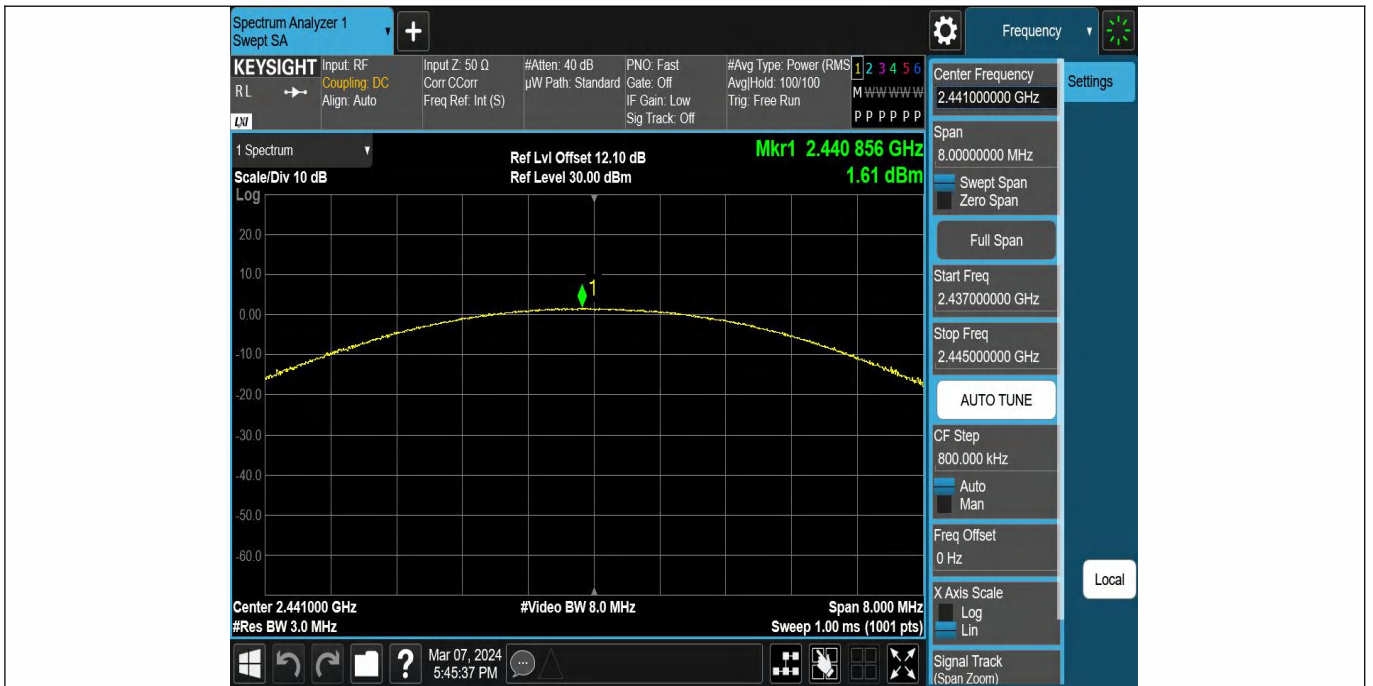 Spectrum Analyzer 1
Swept SA
+
Frequency
KEYSIGHT
RL
LXI
Input: RF
Coupling: DC
Align: Auto
Input Z: 50 Ω
Corr CCorr
Freq Ref: Int (S)
#Atten: 40 dB
µW Path: Standard
PNO: Fast
Gate: Off
IF Gain: Low
Sig Track: Off
#Avg Type: Power (RMS
Avg|Hold: 100/100
Trig: Free Run
1 2 3 4 5 6
M W W W W W
P P P P P P
1 Spectrum
Scale/Div 10 dB
Log
Ref Lvl Offset 12.10 dB
Ref Level 30.00 dBm
Mkr1 2.440 856 GHz
1.61 dBm
20.0
10.0
0.00
-10.0
-20.0
-30.0
-40.0
-50.0
-60.0
1
Center 2.441000 GHz
#Res BW 3.0 MHz
#Video BW 8.0 MHz
Span 8.000 MHz
Sweep 1.00 ms (1001 pts)
Center Frequency
2.441000000 GHz
Settings
Span
8.00000000 MHz
Swept Span
Zero Span
Full Span
Start Freq
2.437000000 GHz
Stop Freq
2.445000000 GHz
AUTO TUNE
CF Step
800.000 kHz
Auto
Man
Freq Offset
0 Hz
X Axis Scale
Log
Lin
Local
Signal Track
(Span Zoom)
?
Mar 07, 2024
5:45:37 PM